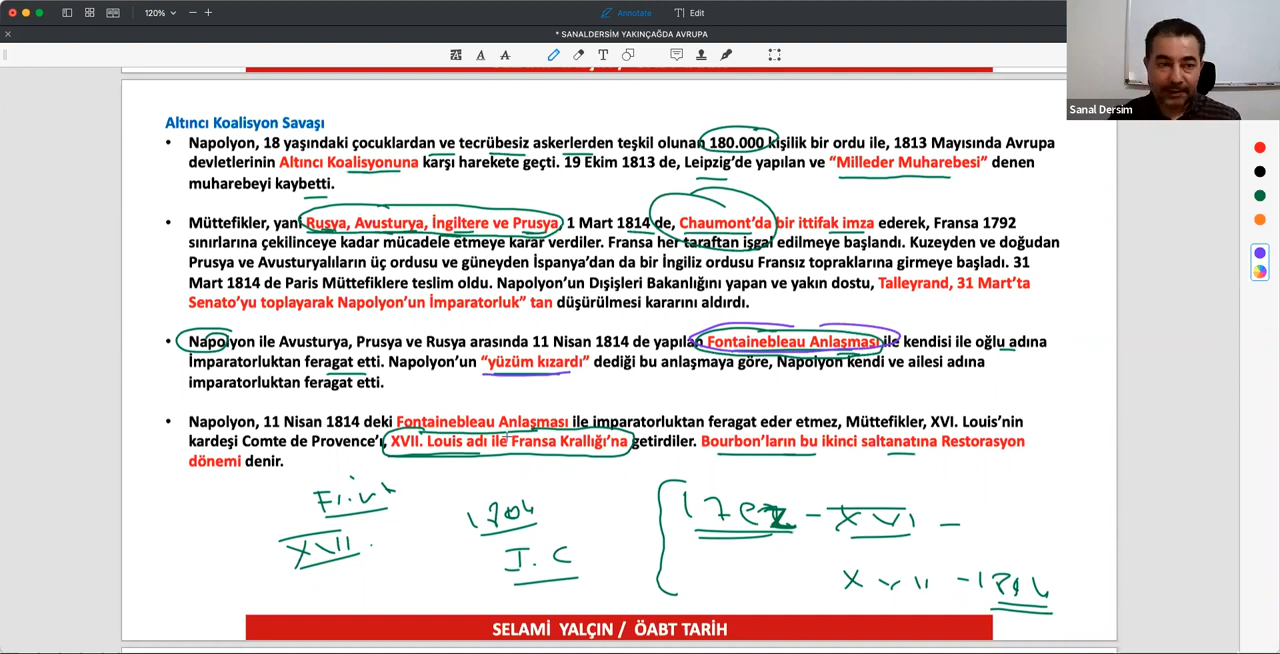 120%
Annotate
Edit
* SANALDERSIM YAKINÇAĞDA AVRUPA
Sanal Dersim
Altıncı Koalisyon Savaşı
• Napolyon, 18 yaşındaki çocuklardan ve tecrübesiz askerlerden teşkil olunan 180.000 kişilik bir ordu ile, 1813 Mayısında Avrupa
devletlerinin Altıncı Koalisyonuna karşı harekete geçti. 19 Ekim 1813 de, Leipzig’de yapılan ve “Milleder Muharebesi” denen
muharebeyi kaybetti.
• Müttefikler, yani Rusya, Avusturya, İngiltere ve Prusya, 1 Mart 1814 de, Chaumont’da bir ittifak imza ederek, Fransa 1792
sınırlarına çekilinceye kadar mücadele etmeye karar verdiler. Fransa her taraftan işgal edilmeye başlandı. Kuzeyden ve doğudan
Prusya ve Avusturyalıların üç ordusu ve güneyden İspanya’dan da bir İngiliz ordusu Fransız topraklarına girmeye başladı. 31
Mart 1814 de Paris Müttefiklere teslim oldu. Napolyon’un Dışişleri Bakanlığını yapan ve yakın dostu, Talleyrand, 31 Mart’ta
Senato’yu toplayarak Napolyon’un İmparatorluk” tan düşürülmesi kararını aldırdı.
• Napolyon ile Avusturya, Prusya ve Rusya arasında 11 Nisan 1814 de yapılan Fontainebleau Anlaşması ile kendisi ile oğlu adına
İmparatorluktan feragat etti. Napolyon’un “yüzüm kızardı” dediği bu anlaşmaya göre, Napolyon kendi ve ailesi adına
imparatorluktan feragat etti.
• Napolyon, 11 Nisan 1814 deki Fontainebleau Anlaşması ile imparatorluktan feragat eder etmez, Müttefikler, XVI. Louis’nin
kardeşi Comte de Provence’ı, XVII. Louis adı ile Fransa Krallığı’na getirdiler. Bourbon’ların bu ikinci saltanatına Restorasyon
dönemi denir.
XVII.
1804
I. C
XVI –
XVII – 1814
SELAMİ YALÇIN / ÖABT TARİH